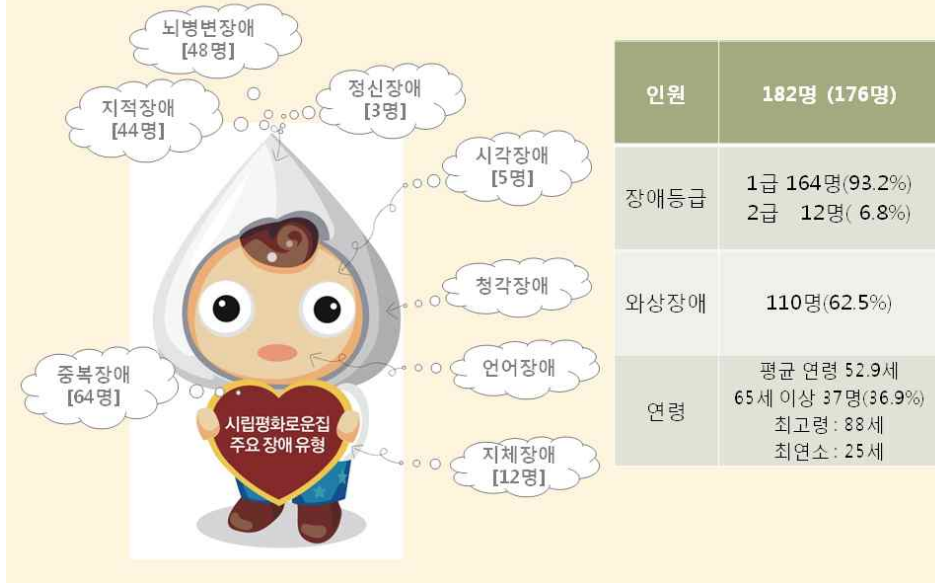 뇌병변장애
[48명]
정신장애
[3명]
지적장애
[44명]
시각장애
[5명]
청각장애
언어장애
중복장애
[64명]
지체장애
[12명]
시립평화로운집
주요 장애 유형
인원
182명 (176명)
장애등급
1급 164명(93.2%)
2급 12명( 6.8%)
와상장애
110명(62.5%)
연령
평균 연령 52.9세
65세 이상 37명(36.9%)
최고령 : 88세
최연소 : 25세